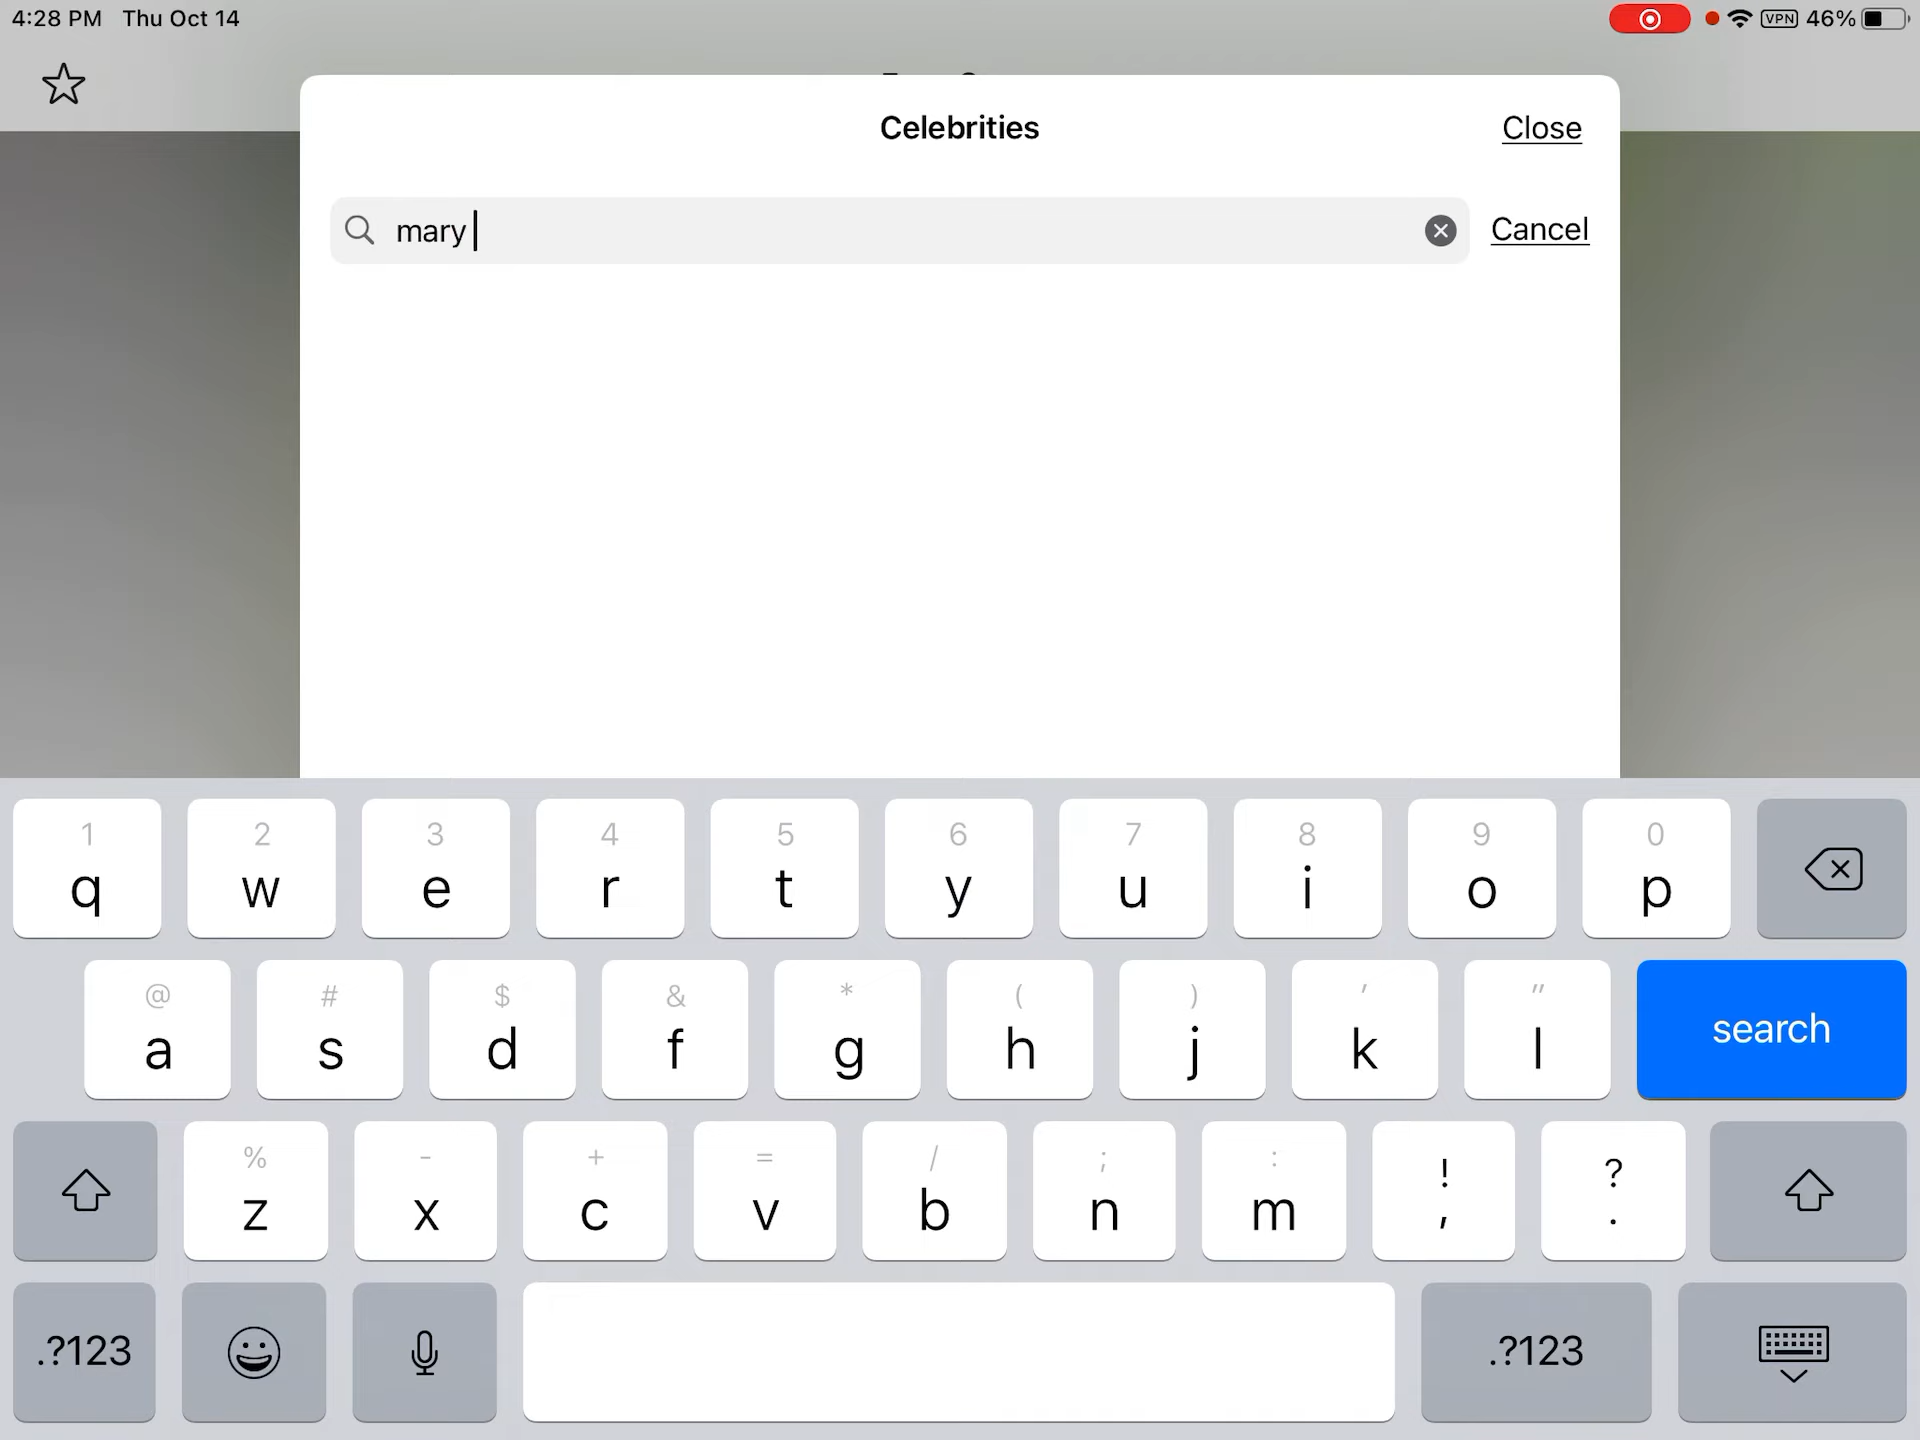 4:28 PM Thu Oct 14 VPN 46%
Celebrities Close
mary Cancel
1 2 3 4 5 6 7 8 9 0
q w e r t y u i o p
@ # $ & * ( ) ' "
a s d f g h j k l search
% - + = / ; : ! ?
z x c v b n m , .
.?123 .?123